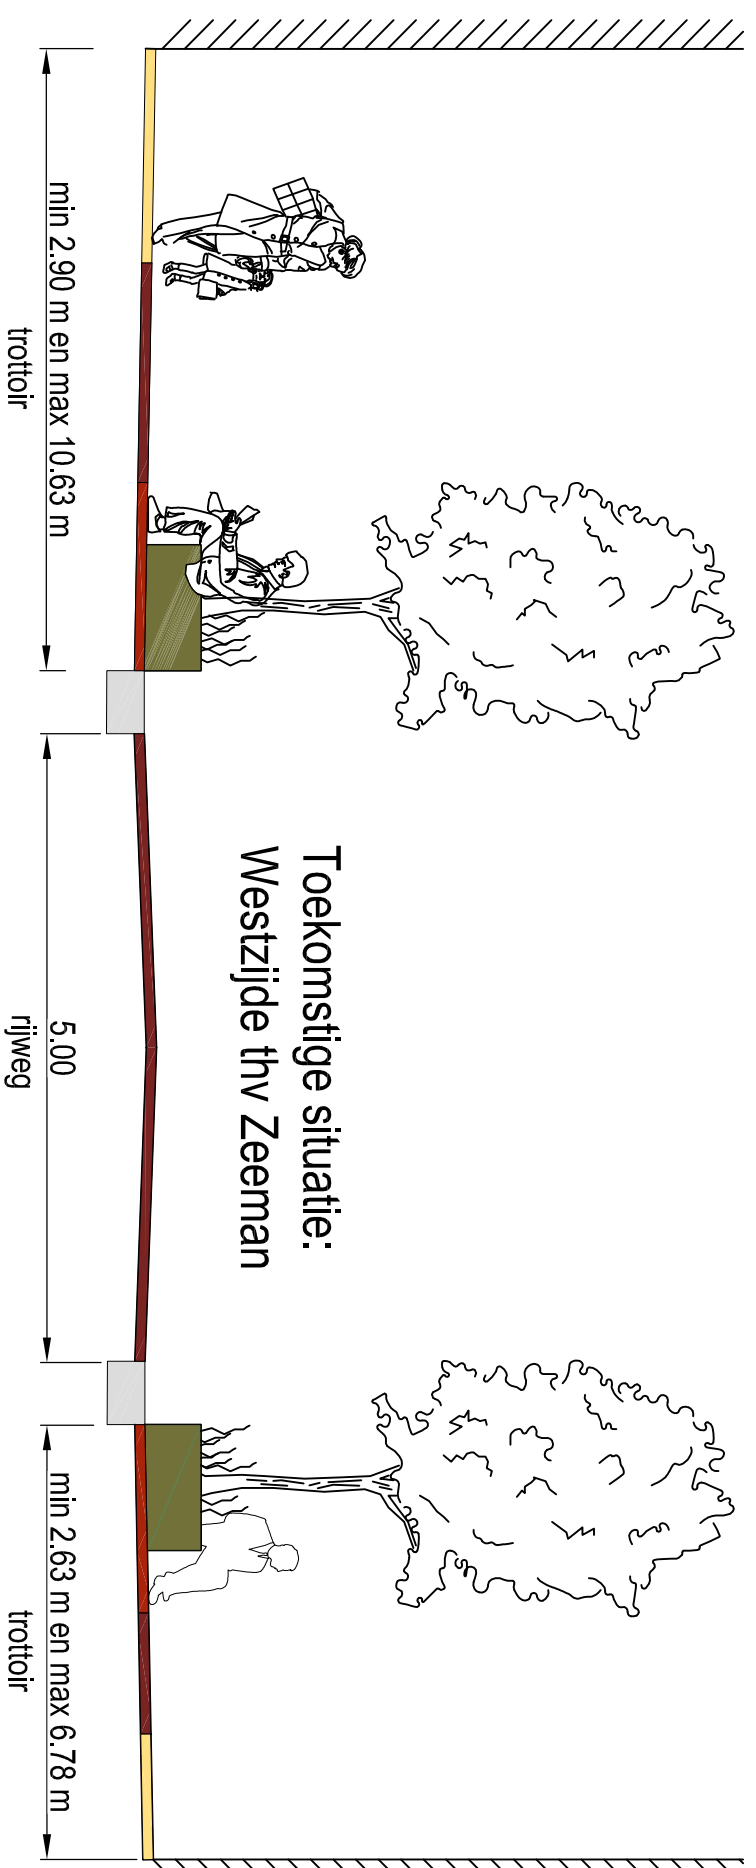 Toekomstige situatie:
Westzijde thv Zeeman
min 2.90 m en max 10.63 m
trottoir
5.00
rijweg
min 2.63 m en max 6.78 m
trottoir